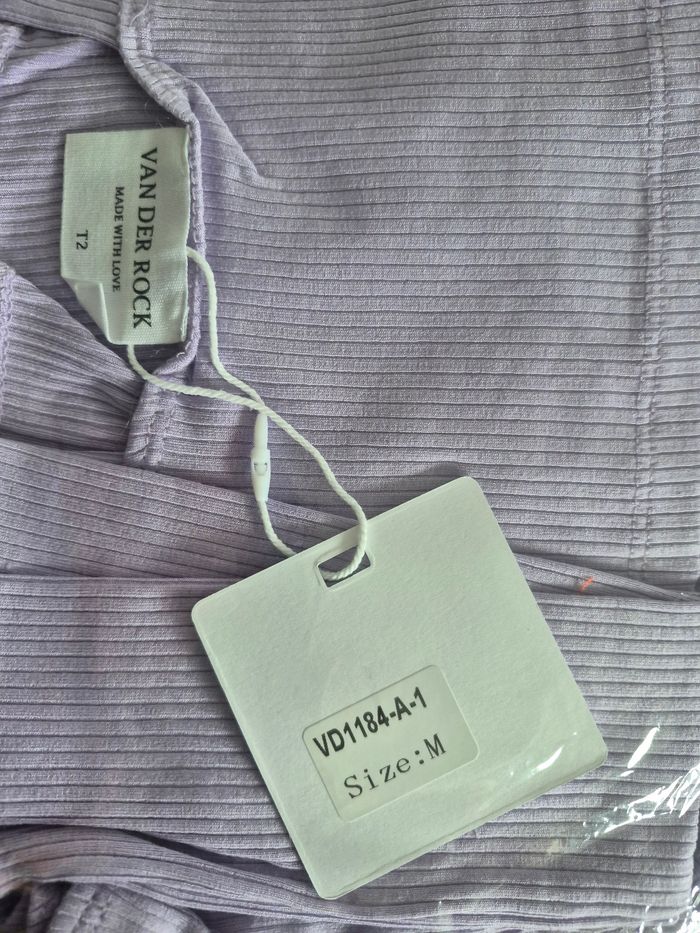 VAN DER ROCK
MADE WITH LOVE
T2
VD1184-A-1
Size:M